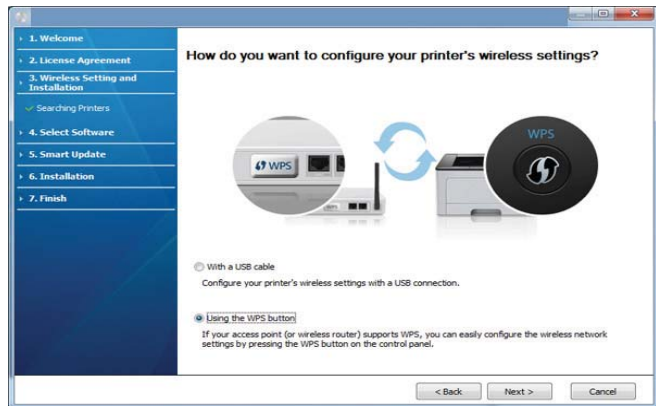 1. Welcome
2. License Agreement
3. Wireless Setting and
Installation
Searching Printers
4. Select Software
5. Smart Update
6. Installation
7. Finish
How do you want to configure your printer's wireless settings?
WPS
WPS
With a USB cable
Configure your printer's wireless settings with a USB connection.
Using the WPS button
If your access point (or wireless router) supports WPS, you can easily configure the wireless network
settings by pressing the WPS button on the control panel.
< Back
Next >
Cancel